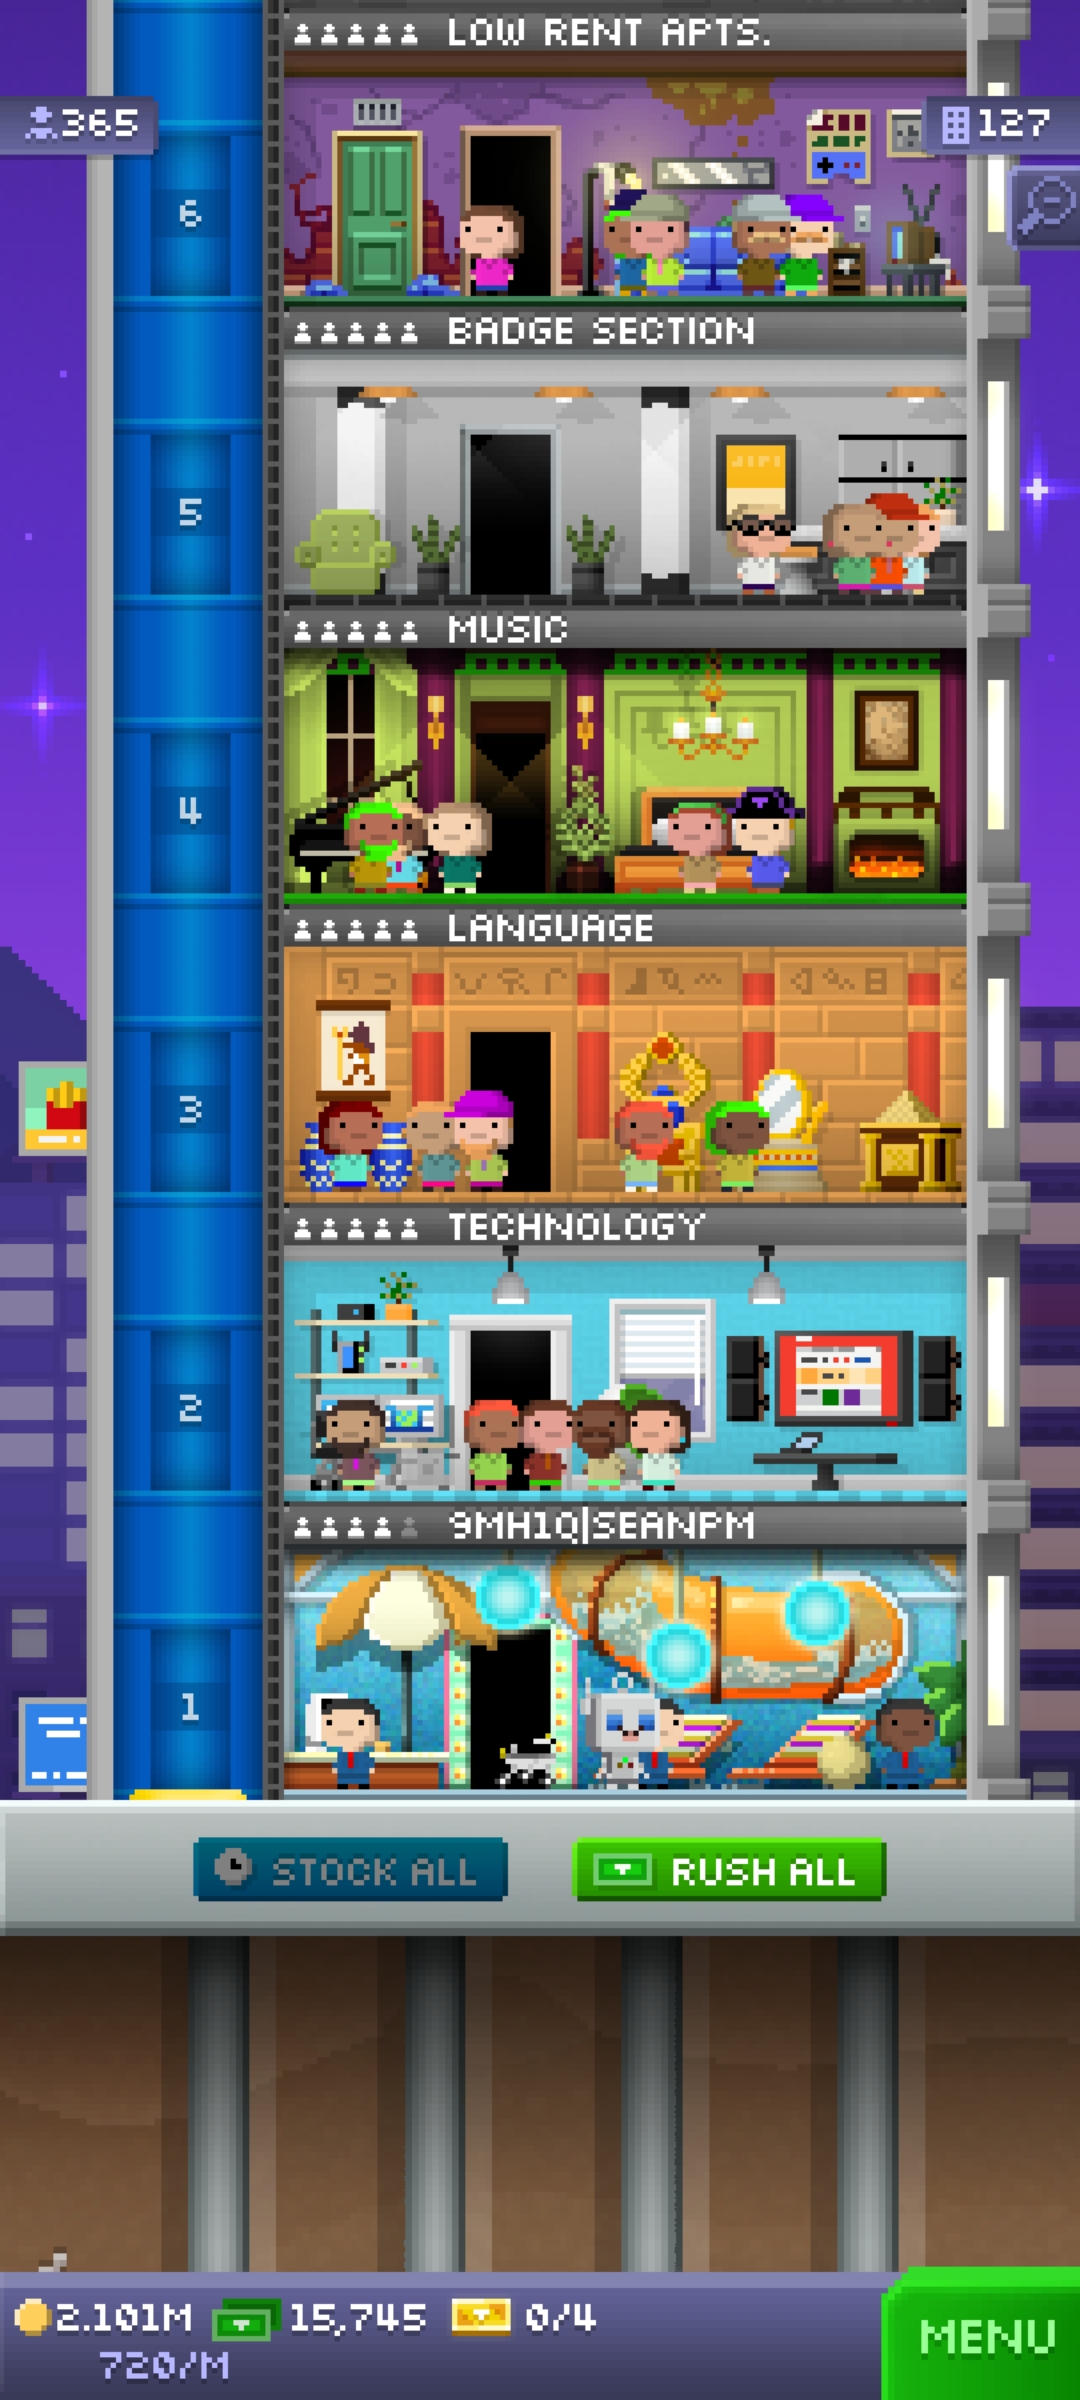 LOW RENT APTS.
365
127
6
BADGE SECTION
5
MUSIC
4
LANGUAGE
3
TECHNOLOGY
2
9MH1Q|SEANPM
1
STOCK ALL
RUSH ALL
2.101M 15,745 0/4
720/M
MENU